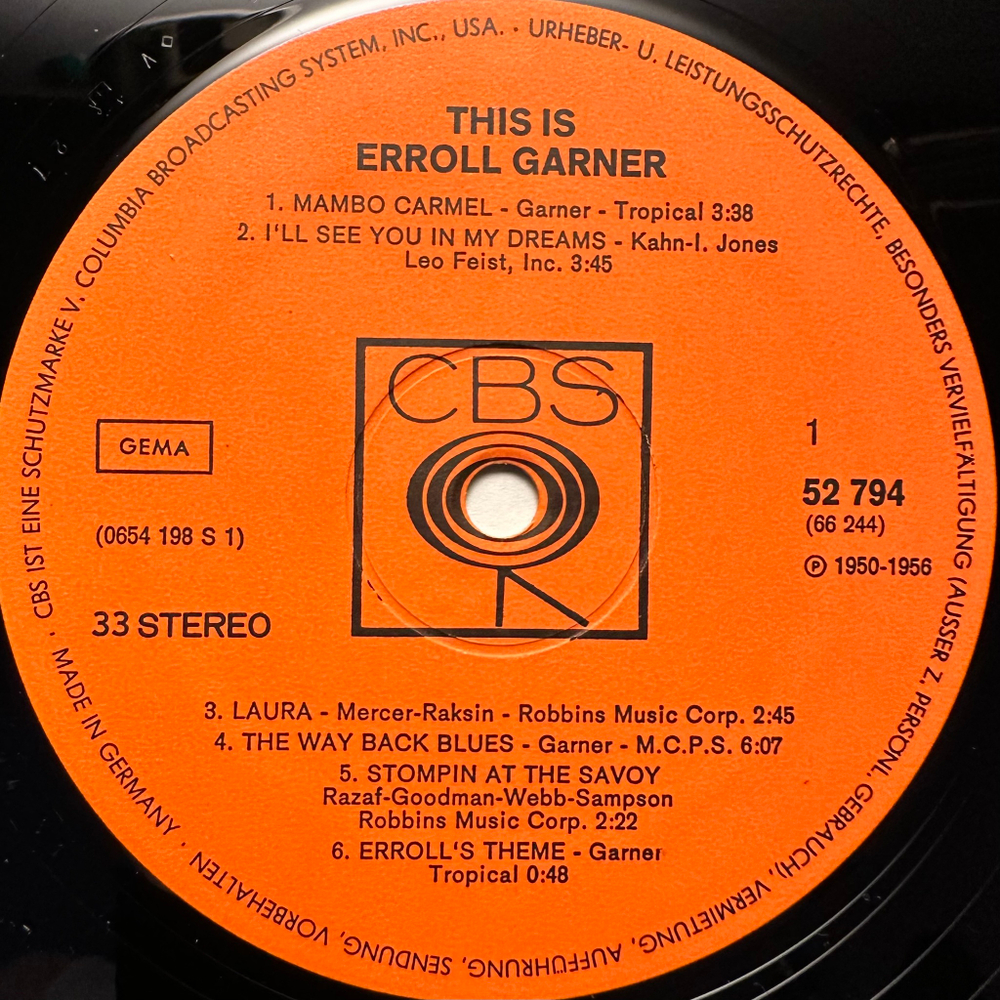 CBS IST EINE SCHUTZMARKE V. COLUMBIA BROADCASTING SYSTEM, INC., USA. · URHEBER- U. LEISTUNGSSCHUTZRECHTE, BESONDERS VERVIELFÄLTIGUNG (AUSSER Z. PERSÖNL. GEBRAUCH), VERMIETUNG, AUFFÜHRUNG, SENDUNG, VORBEHALTEN · MADE IN GERMANY ·
THIS IS
ERROLL GARNER
1. MAMBO CARMEL - Garner - Tropical 3:38
2. I'LL SEE YOU IN MY DREAMS - Kahn-I. Jones
Leo Feist, Inc. 3:45
CBS
GEMA
(0654 198 S 1)
33 STEREO
1
52 794
(66 244)
Ⓟ 1950-1956
3. LAURA - Mercer-Raksin - Robbins Music Corp. 2:45
4. THE WAY BACK BLUES - Garner - M.C.P.S. 6:07
5. STOMPIN AT THE SAVOY
Razaf-Goodman-Webb-Sampson
Robbins Music Corp. 2:22
6. ERROLL'S THEME - Garner
Tropical 0:48